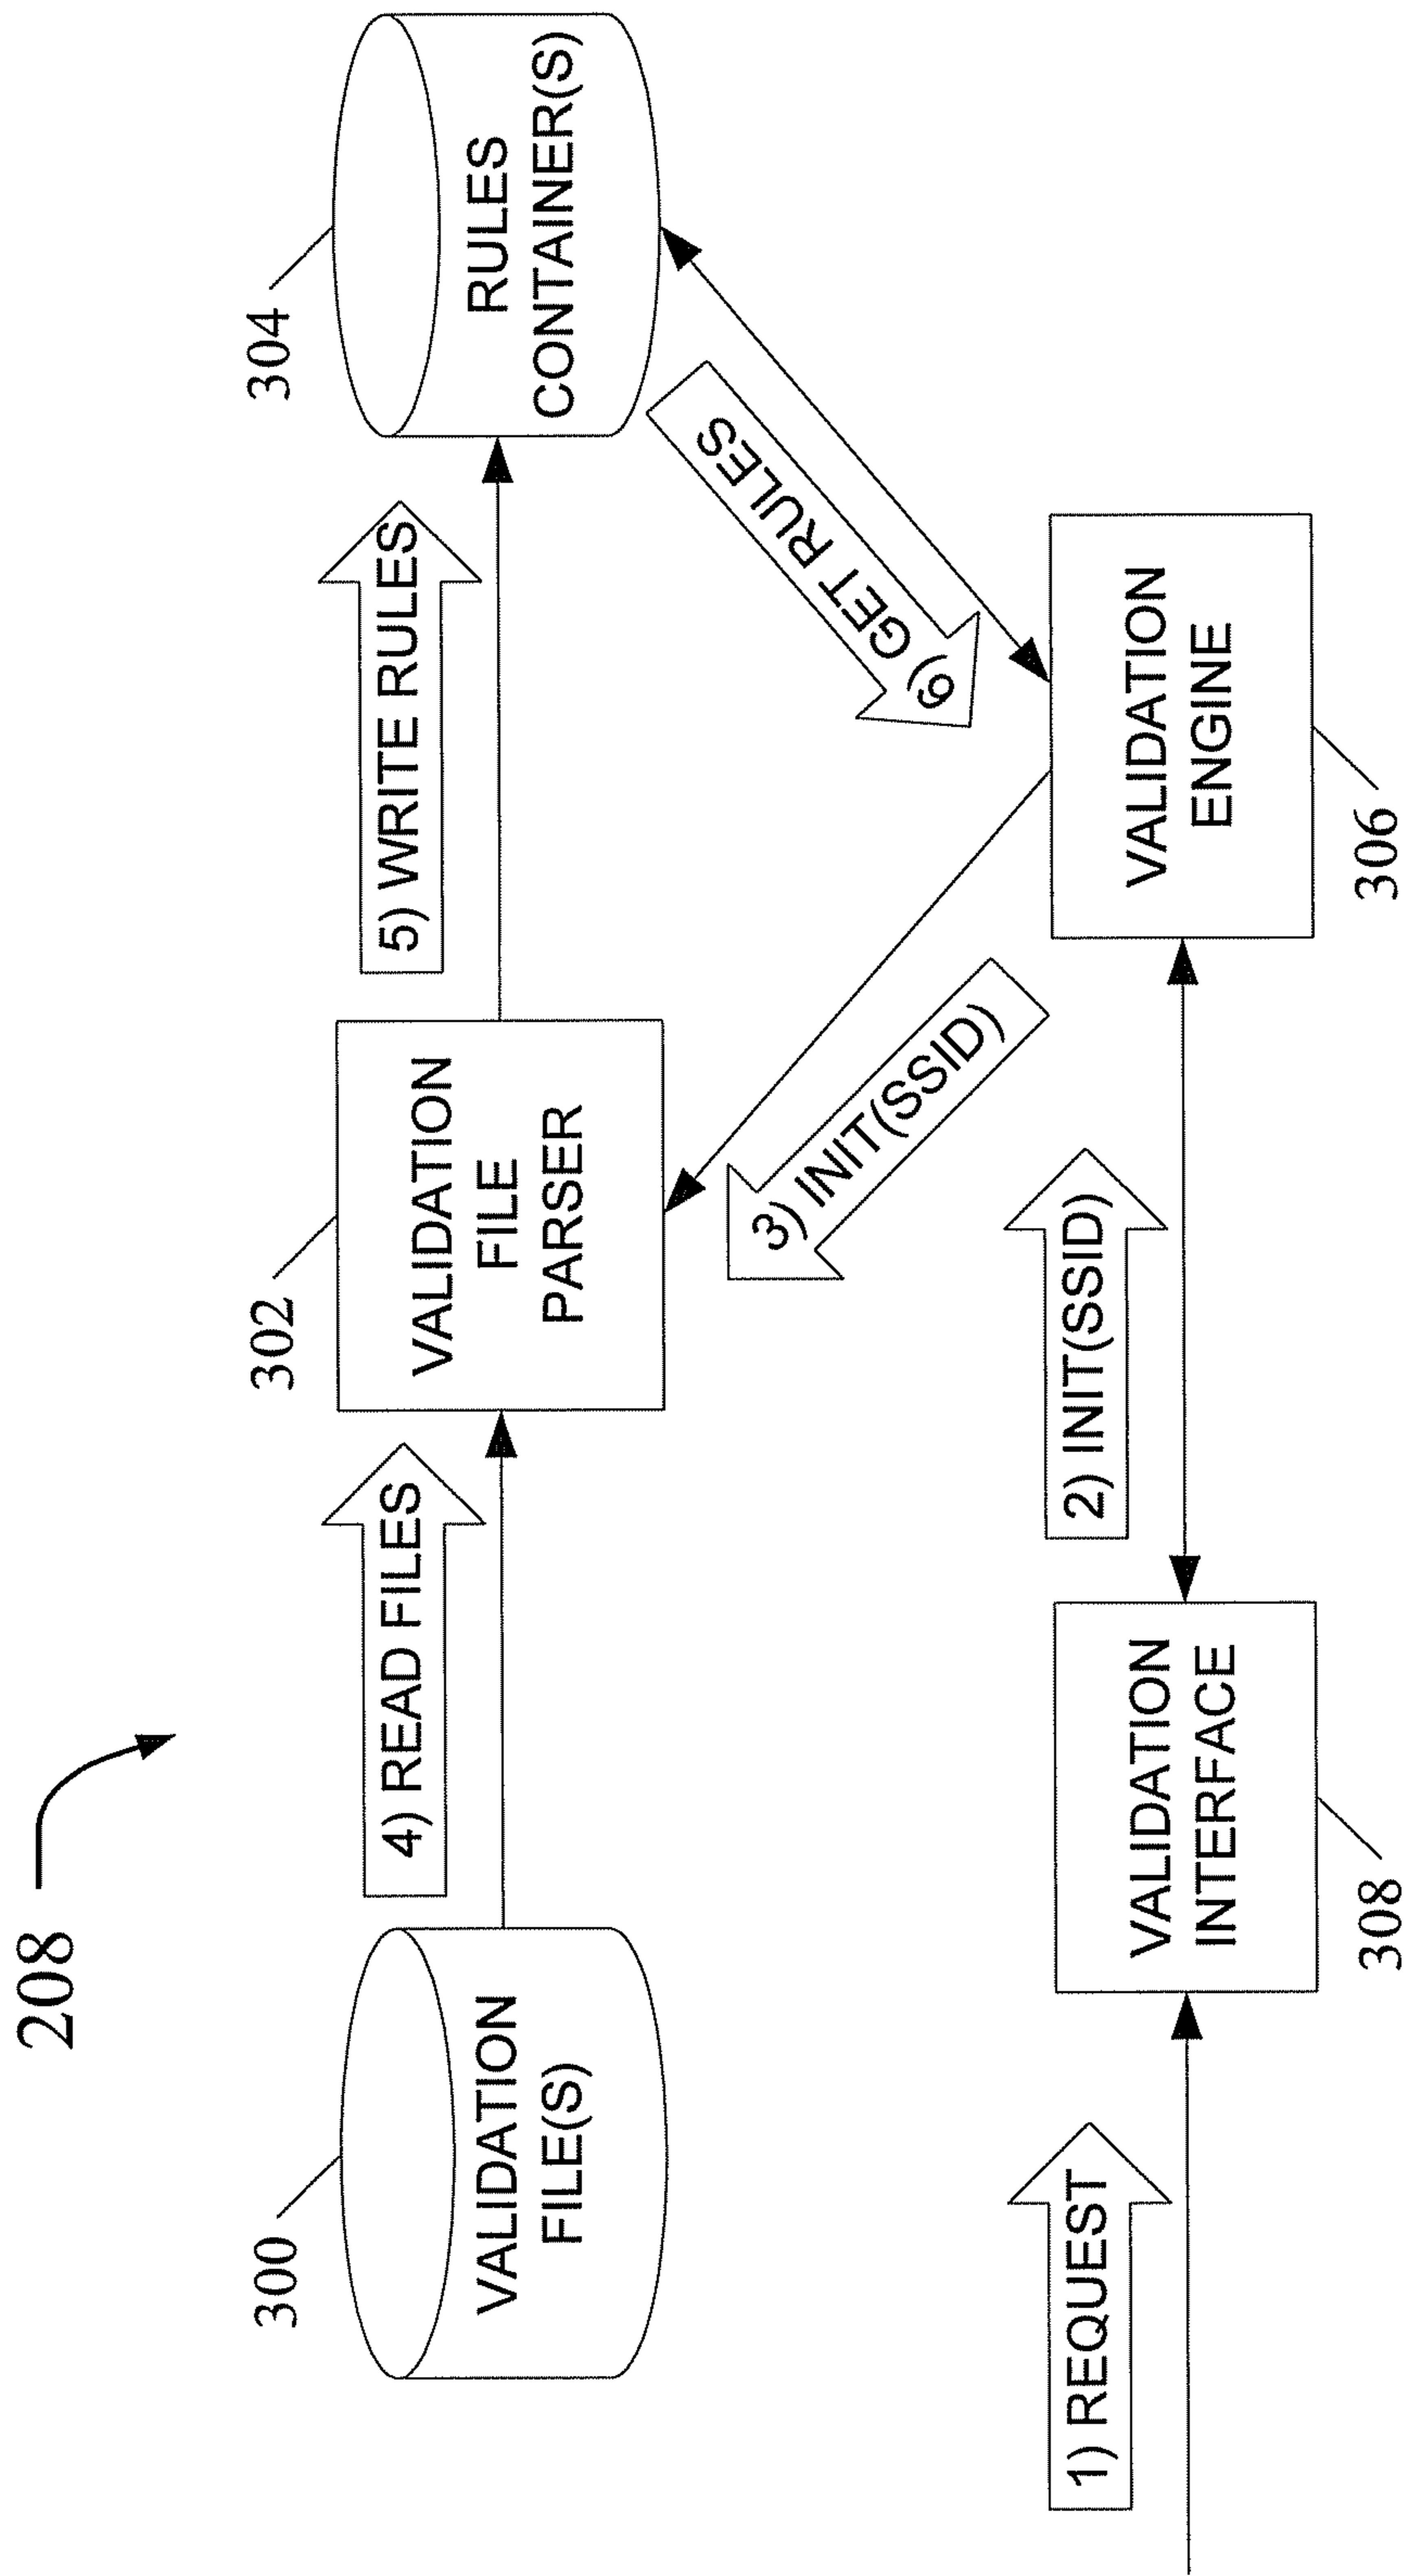 208
300
VALIDATION
FILE(S)
4) READ FILES
302
VALIDATION
FILE
PARSER
5) WRITE RULES
304
RULES
CONTAINER(S)
3) INIT(SSID)
6) GET RULES
1) REQUEST
VALIDATION
INTERFACE
308
2) INIT(SSID)
VALIDATION
ENGINE
306